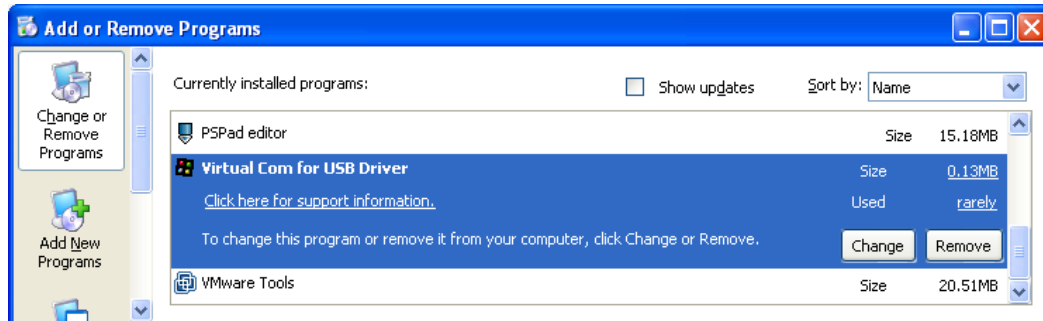 Add or Remove Programs
Change or
Remove
Programs
Currently installed programs:
Show updates
Sort by: Name
PSPad editor Size 15.18MB
Virtual Com for USB Driver Size 0.13MB
Click here for support information. Used rarely
To change this program or remove it from your computer, click Change or Remove. Change Remove
Add New
Programs
VMware Tools Size 20.51MB